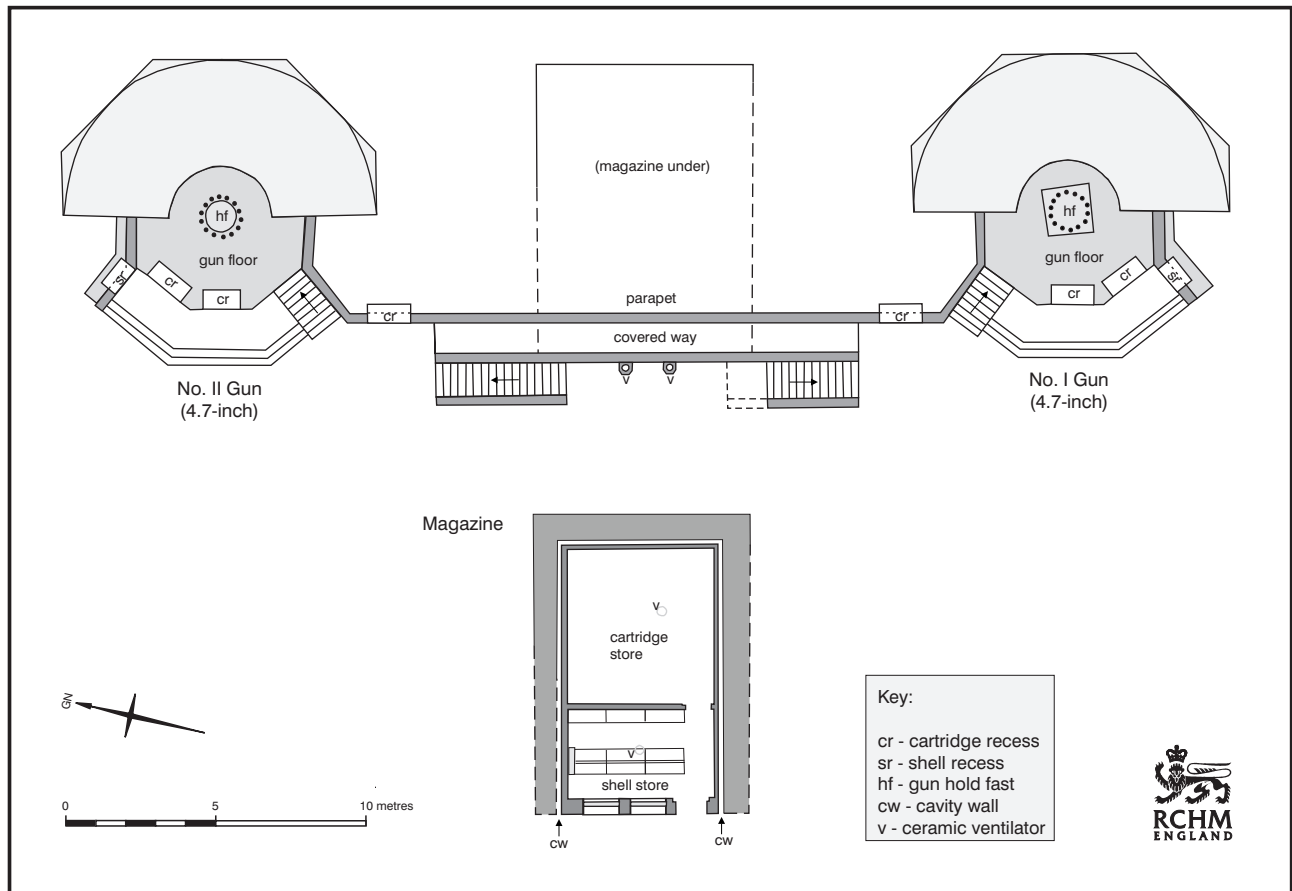 (magazine under)
hf
gun floor
sr
cr
cr
cr
parapet
covered way
v
v
No. II Gun
(4.7-inch)
hf
gun floor
cr
cr
cr
sr
No. I Gun
(4.7-inch)
Magazine
v
cartridge
store
v
shell store
cw
cw
GN
0
5
10 metres
Key:
cr - cartridge recess
sr - shell recess
hf - gun hold fast
cw - cavity wall
v - ceramic ventilator
RCHM
ENGLAND